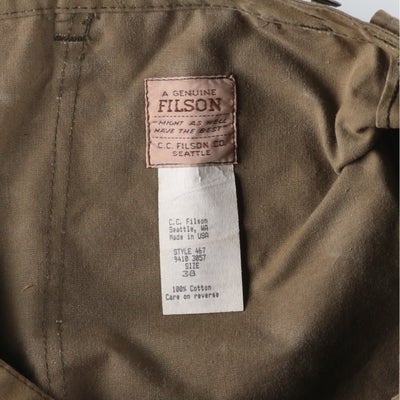 A GENUINE
FILSON
"MIGHT AS WELL
HAVE THE BEST"
C.C. FILSON CO.
SEATTLE
C.C. Filson
Seattle, WA
Made in USA
STYLE 467
9410 3057
SIZE
38
100% Cotton
Care on reverse